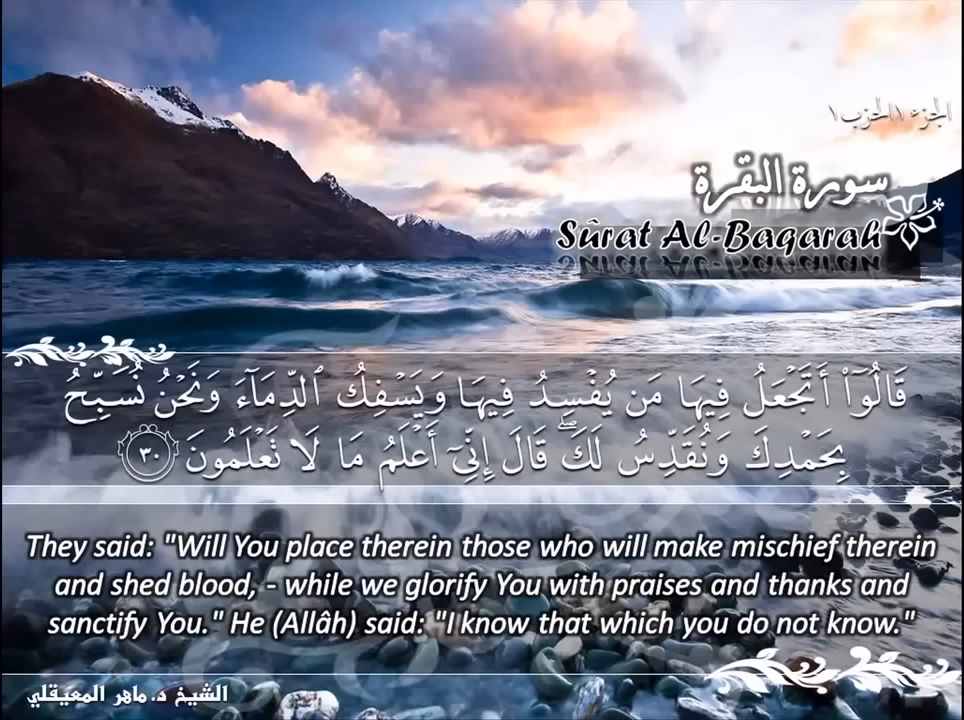 الجزء ١ الحزب ١
سورة البقرة
Sûrat Al-Baqarah
قَالُوٓا۟ أَتَجْعَلُ فِيهَا مَن يُفْسِدُ فِيهَا وَيَسْفِكُ ٱلدِّمَآءَ وَنَحْنُ نُسَبِّحُ
بِحَمْدِكَ وَنُقَدِّسُ لَكَ ۖ قَالَ إِنِّىٓ أَعْلَمُ مَا لَا تَعْلَمُونَ ٣٠
They said: "Will You place therein those who will make mischief therein
and shed blood, - while we glorify You with praises and thanks and
sanctify You." He (Allâh) said: "I know that which you do not know."
الشيخ د. ماهر المعيقلي